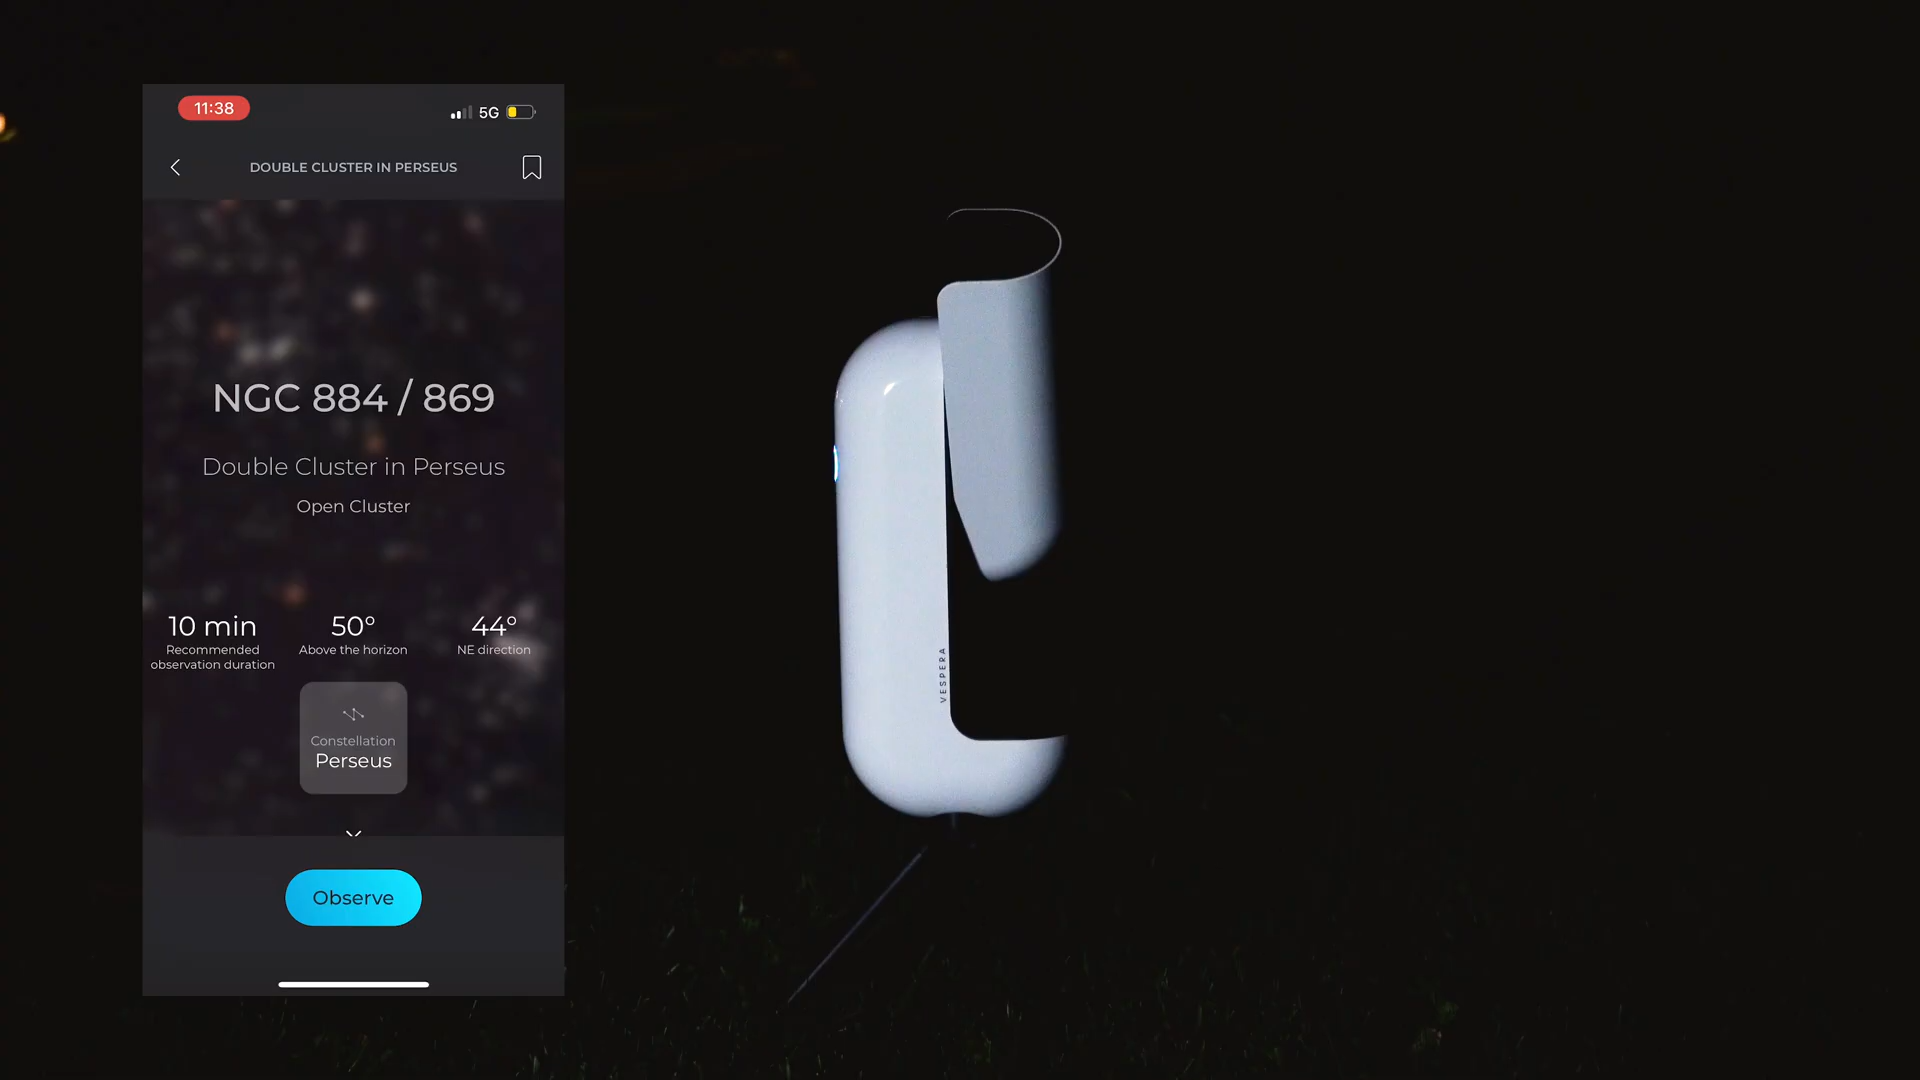 11:38
5G
DOUBLE CLUSTER IN PERSEUS
NGC 884 / 869
Double Cluster in Perseus
Open Cluster
10 min
Recommended
observation duration
50°
Above the horizon
44°
NE direction
Constellation
Perseus
Observe
VESPERA